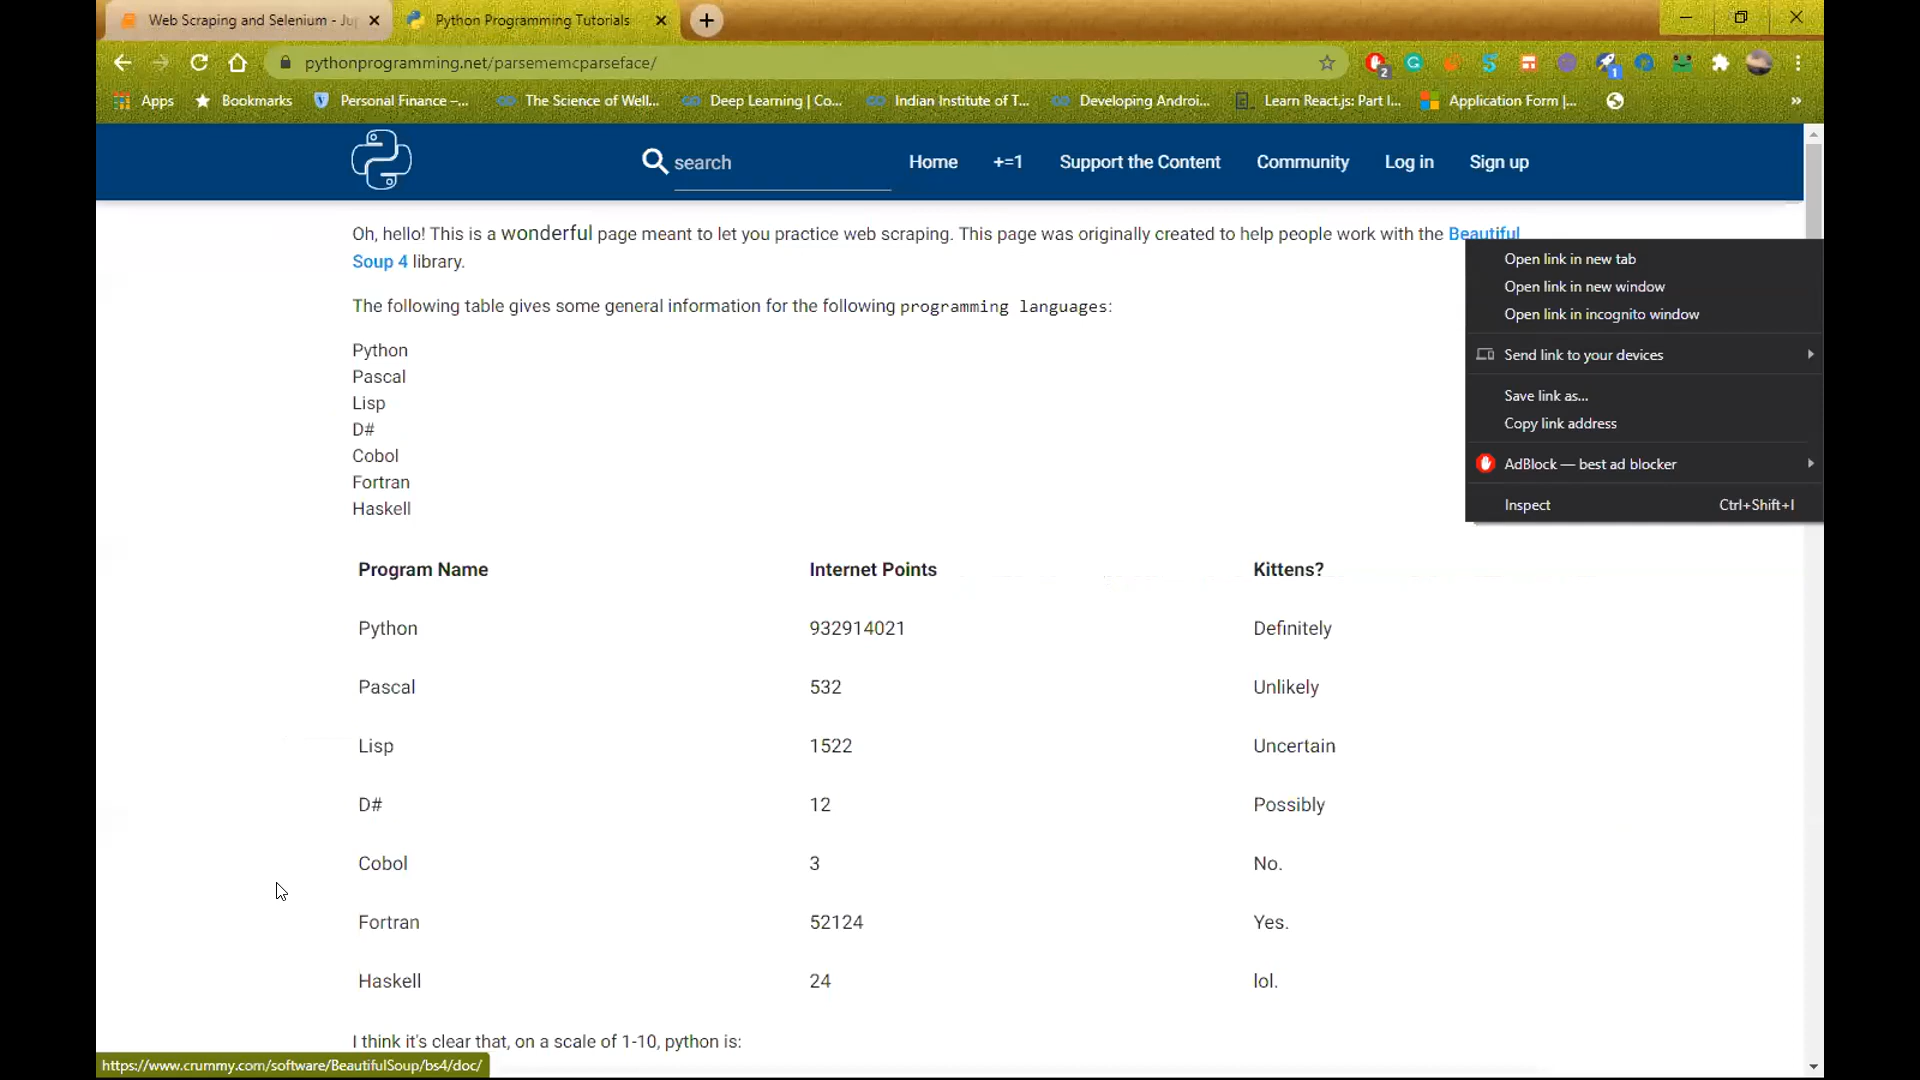 Web Scraping and Selenium - Ju
Python Programming Tutorials
pythonprogramming.net/parsememcparseface/
2
1
Apps
Bookmarks
Personal Finance –...
The Science of Well...
Deep Learning | Co...
Indian Institute of T...
Developing Androi...
Learn React.js: Part I...
Application Form |...
»
search
Home
+=1
Support the Content
Community
Log in
Sign up
Oh, hello! This is a wonderful page meant to let you practice web scraping. This page was originally created to help people work with the Beautiful
Soup 4 library.
The following table gives some general information for the following programming languages:
Python
Pascal
Lisp
D#
Cobol
Fortran
Haskell
Open link in new tab
Open link in new window
Open link in incognito window
Send link to your devices
Save link as...
Copy link address
AdBlock — best ad blocker
Inspect Ctrl+Shift+I
Program Name Internet Points Kittens?
Python 932914021 Definitely
Pascal 532 Unlikely
Lisp 1522 Uncertain
D# 12 Possibly
Cobol 3 No.
Fortran 52124 Yes.
Haskell 24 lol.
I think it's clear that, on a scale of 1-10, python is:
https://www.crummy.com/software/BeautifulSoup/bs4/doc/